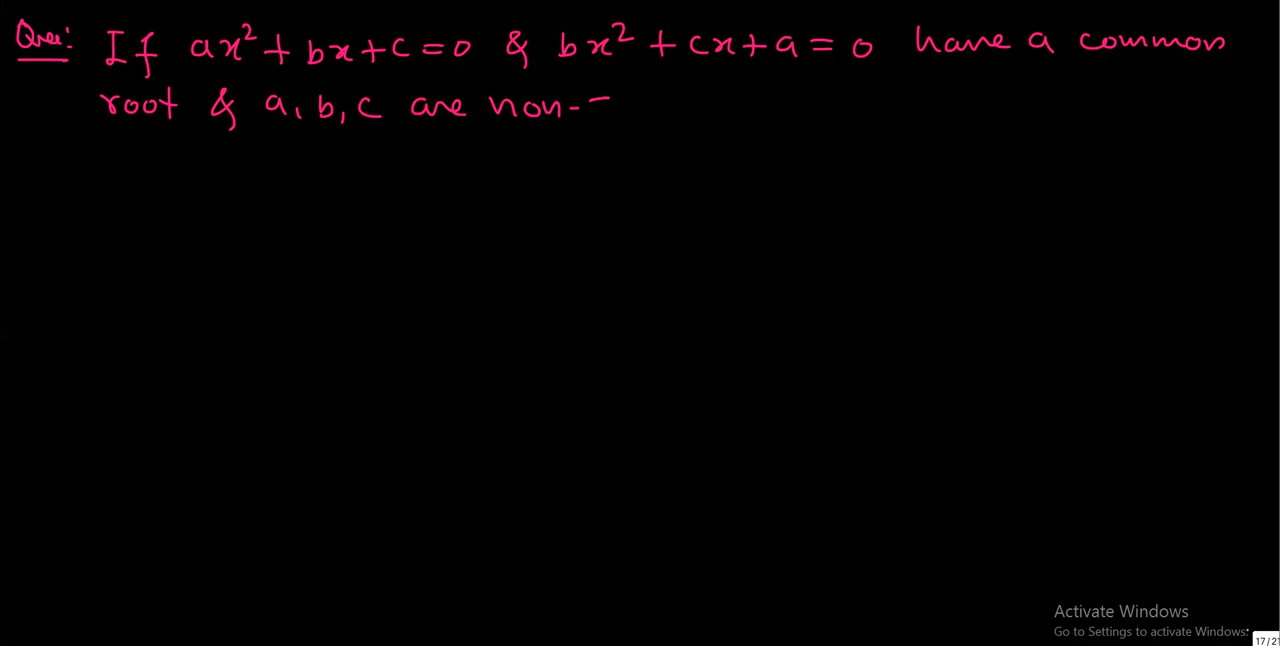 Que: If ax² + bx + c = 0 & bx² + cx + a = 0 have a common
root & a, b, c are non-
Activate Windows
Go to Settings to activate Windows.
17/21